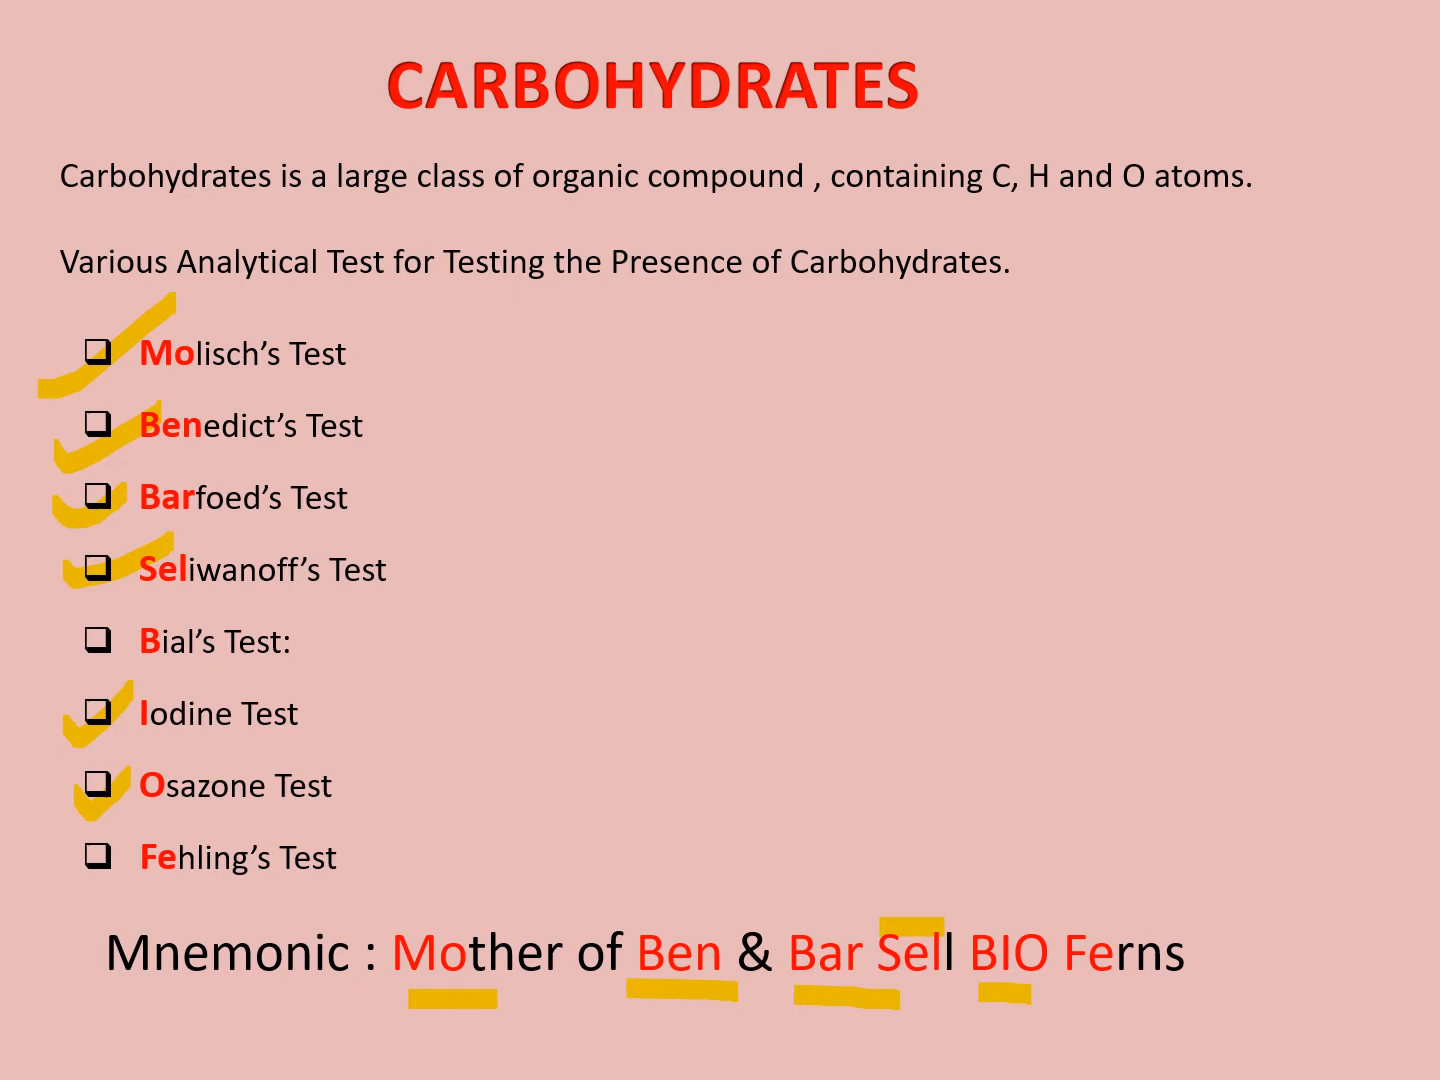 CARBOHYDRATES
Carbohydrates is a large class of organic compound , containing C, H and O atoms.
Various Analytical Test for Testing the Presence of Carbohydrates.
Molisch’s Test
Benedict’s Test
Barfoed’s Test
Seliwanoff’s Test
Bial’s Test:
Iodine Test
Osazone Test
Fehling’s Test
Mnemonic : Mother of Ben & Bar Sell BIO Ferns